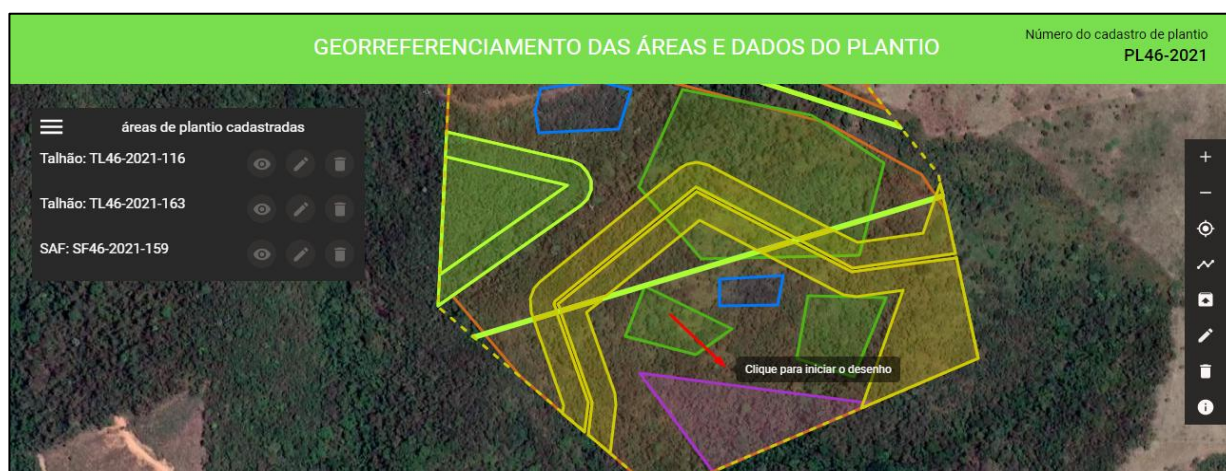 GEORREFERENCIAMENTO DAS ÁREAS E DADOS DO PLANTIO
Número do cadastro de plantio
PL46-2021
áreas de plantio cadastradas
Talhão: TL46-2021-116
Talhão: TL46-2021-163
SAF: SF46-2021-159
Clique para iniciar o desenho